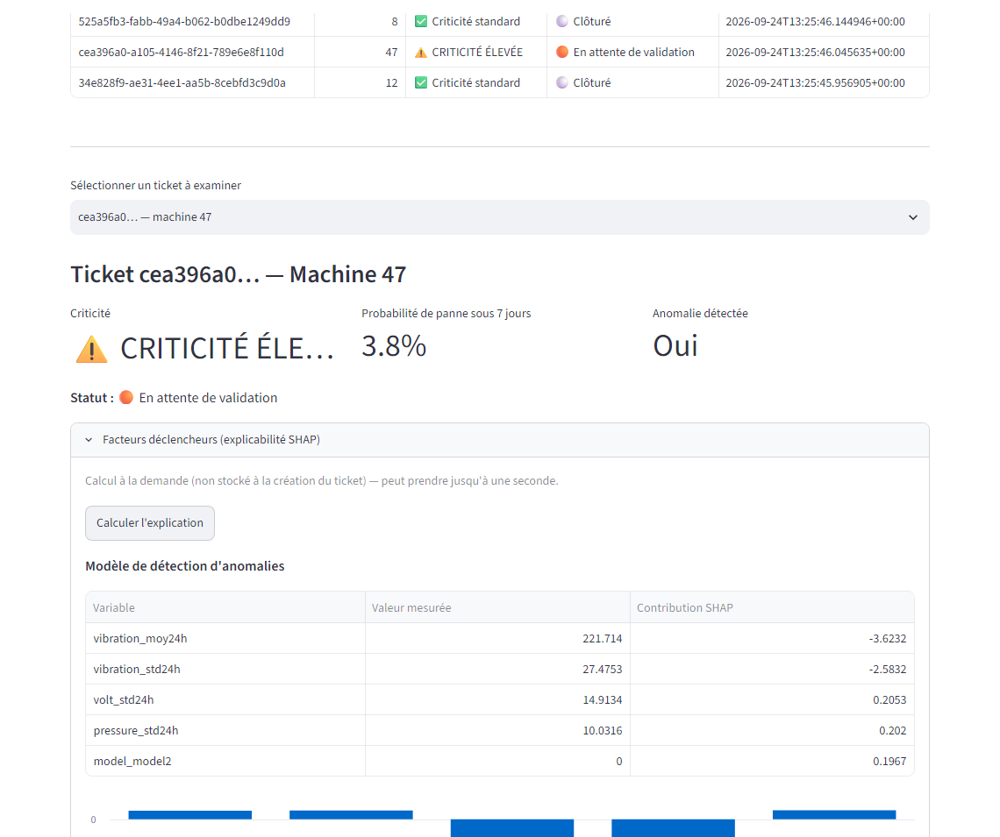 525a5fb3-fabb-49a4-b062-b0dbe1249dd9 8 ✅ Criticité standard Clôturé 2026-09-24T13:25:46.144946+00:00
cea396a0-a105-4146-8f21-789e6e8f110d 47 ⚠️ CRITICITÉ ÉLEVÉE En attente de validation 2026-09-24T13:25:46.045635+00:00
34e828f9-ae31-4ee1-aa5b-8cebfd3c9d0a 12 ✅ Criticité standard Clôturé 2026-09-24T13:25:45.956905+00:00
Sélectionner un ticket à examiner
cea396a0… — machine 47
Ticket cea396a0… — Machine 47
Criticité Probabilité de panne sous 7 jours Anomalie détectée
⚠️ CRITICITÉ ÉLE… 3.8% Oui
Statut : En attente de validation
Facteurs déclencheurs (explicabilité SHAP)
Calcul à la demande (non stocké à la création du ticket) — peut prendre jusqu'à une seconde.
Calculer l'explication
Modèle de détection d'anomalies
Variable Valeur mesurée Contribution SHAP
vibration_moy24h 221.714 -3.6232
vibration_std24h 27.4753 -2.5832
volt_std24h 14.9134 0.2053
pressure_std24h 10.0316 0.202
model_model2 0 0.1967
0